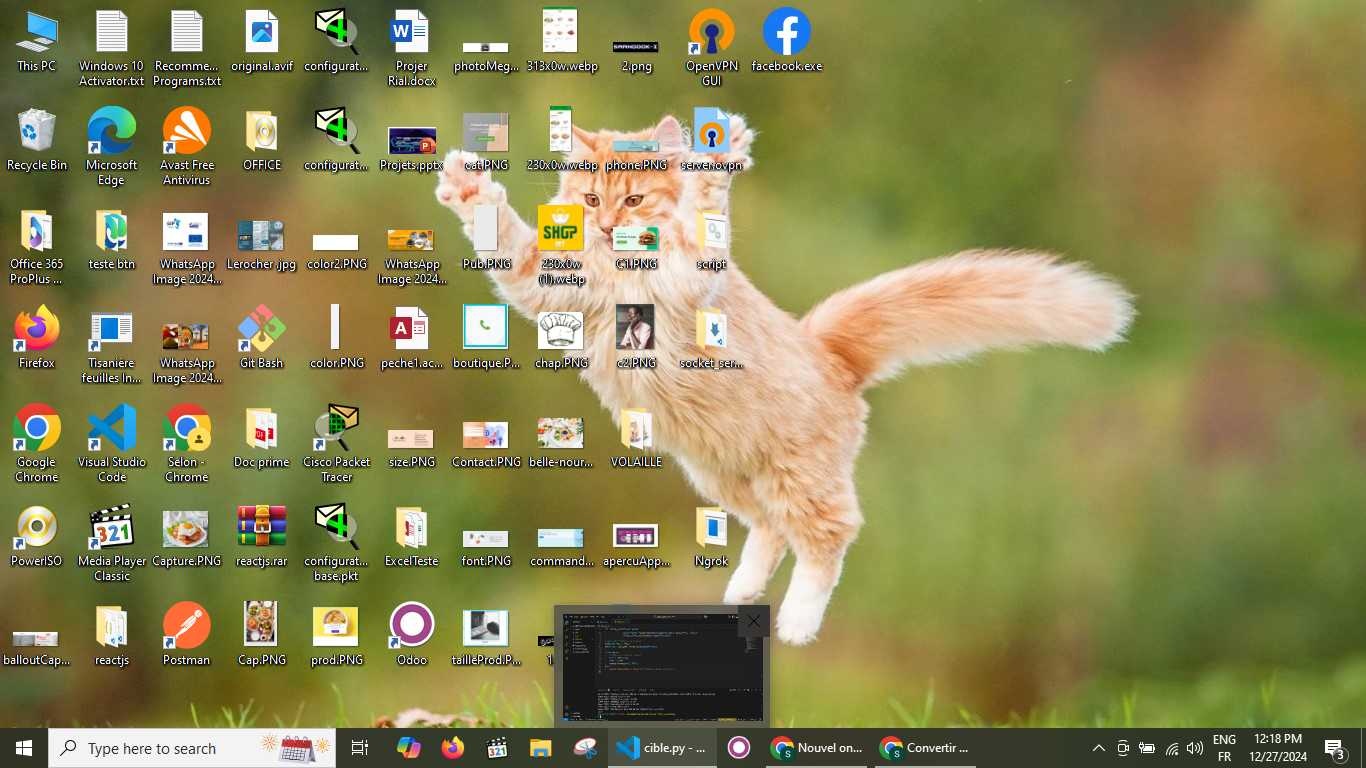 This PC
Windows 10
Activator.txt
Recomme...
Programs.txt
original.avif
configurat...
W
Projer
Rial.docx
photoMeg...
313x0w.webp
2.png
OpenVPN
GUI
facebook.exe
Recycle Bin
Microsoft
Edge
Avast Free
Antivirus
OFFICE
configurat...
P
Projets.pptx
cat.PNG
230x0w.webp
phone.PNG
server.ovpn
Office 365
ProPlus ...
teste btn
WhatsApp
Image 2024...
Lerocher .jpg
color2.PNG
WhatsApp
Image 2024...
Pub.PNG
230x0w
(1).webp
C1.PNG
script
Firefox
Tisaniere
feuilles In...
WhatsApp
Image 2024...
Git Bash
color.PNG
A
peche1.ac...
boutique.P...
chap.PNG
c2.PNG
socket_ser...
Google
Chrome
Visual Studio
Code
Selon -
Chrome
Doc prime
Cisco Packet
Tracer
size.PNG
Contact.PNG
belle-nour...
VOLAILLE
PowerISO
321
Media Player
Classic
Capture.PNG
reactjs.rar
configurat...
base.pkt
ExcelTeste
font.PNG
command...
apercuApp...
Ngrok
balloutCap...
reactjs
Postman
Cap.PNG
prod.PNG
Odoo
tailléProd.P...
Type here to search
321
cible.py - ...
S
Nouvel on...
S
Convertir ...
ENG
FR
12:18 PM
12/27/2024
3